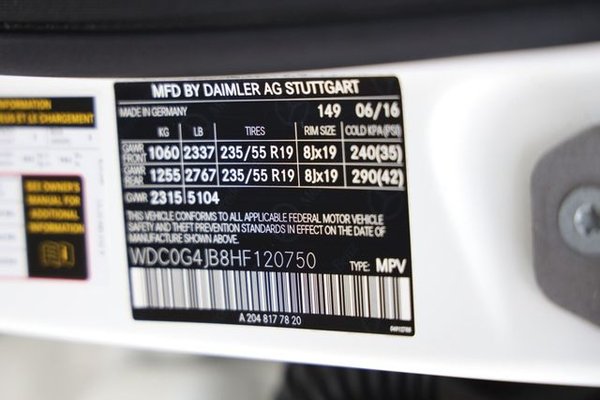 MFD BY DAIMLER AG STUTTGART
MADE IN GERMANY 149 06/16
KG LB TIRES RIM SIZE COLD KPA(PSI)
GAWR FRONT 1060 2337 235/55 R19 8Jx19 240(35)
GAWR REAR 1255 2767 235/55 R19 8Jx19 290(42)
GVWR 2315 5104
THIS VEHICLE CONFORMS TO ALL APPLICABLE FEDERAL MOTOR VEHICLE
SAFETY AND THEFT PREVENTION STANDARDS IN EFFECT ON THE DATE OF
MANUFACTURE SHOWN ABOVE.
WDC0G4JB8HF120750 TYPE: MPV
A 204 817 78 20
INFORMATION
ET LE CHARGEMENT
SEE OWNER'S
MANUAL FOR
ADDITIONAL
INFORMATION